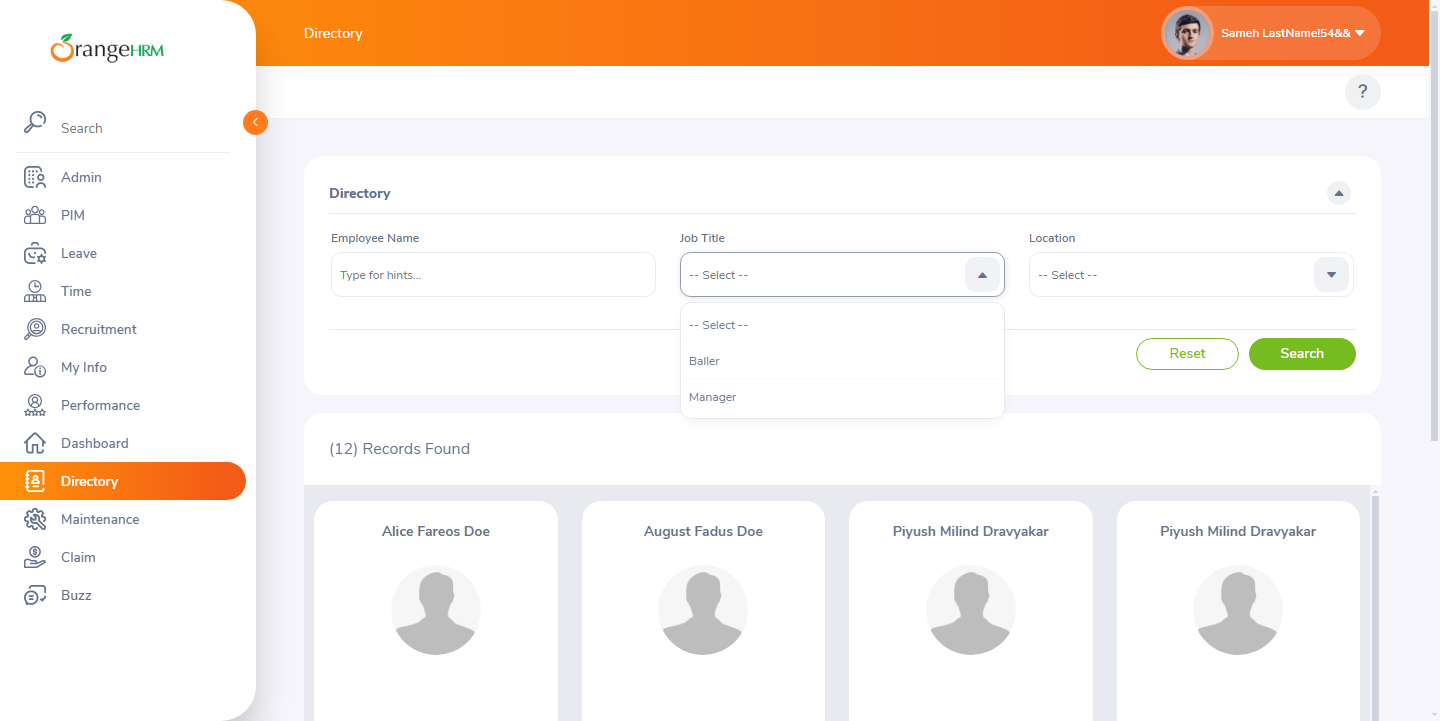 OrangeHRM
Directory
Sameh LastName!54&&
?
Search
Admin
PIM
Leave
Time
Recruitment
My Info
Performance
Dashboard
Directory
Maintenance
Claim
Buzz
Directory
Employee Name
Job Title
Location
Type for hints...
-- Select --
-- Select --
-- Select --
Baller
Manager
Reset
Search
(12) Records Found
Alice Fareos Doe
August Fadus Doe
Piyush Milind Dravyakar
Piyush Milind Dravyakar